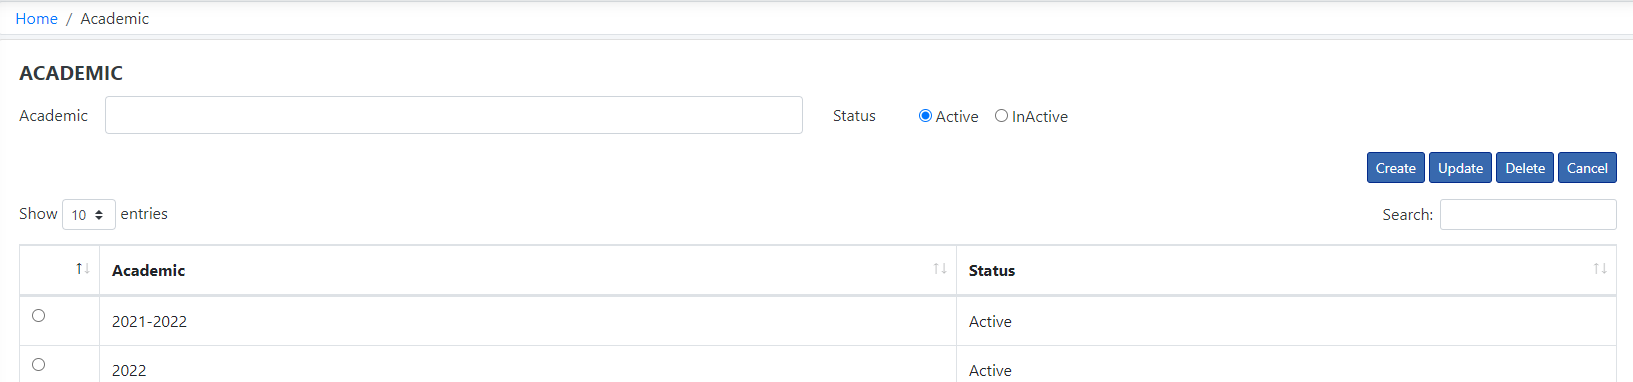 Home / Academic
ACADEMIC
Academic Status Active InActive
Create Update Delete Cancel
Show 10 entries Search:
Academic Status
2021-2022 Active
2022 Active